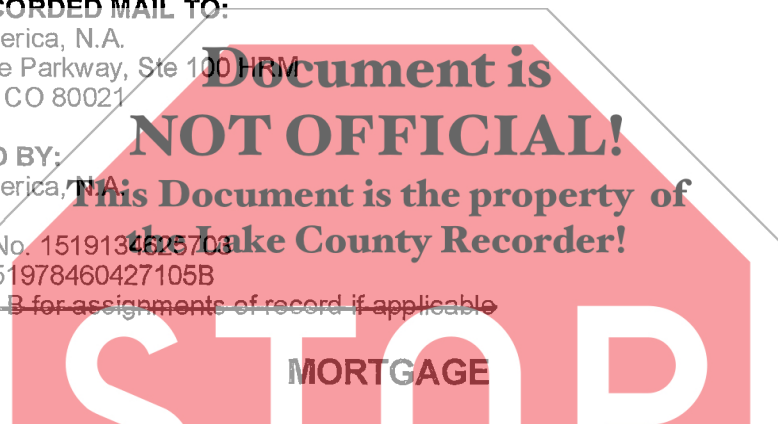 CORDED MAIL TO:
erica, N.A.
e Parkway, Ste 100 HRM
CO 80021
Document is
NOT OFFICIAL!
D BY:
erica, N.A.
This Document is the property of
the Lake County Recorder!
No. 1519134625703
51978460427105B
B for assignments of record if applicable
MORTGAGE
STOP